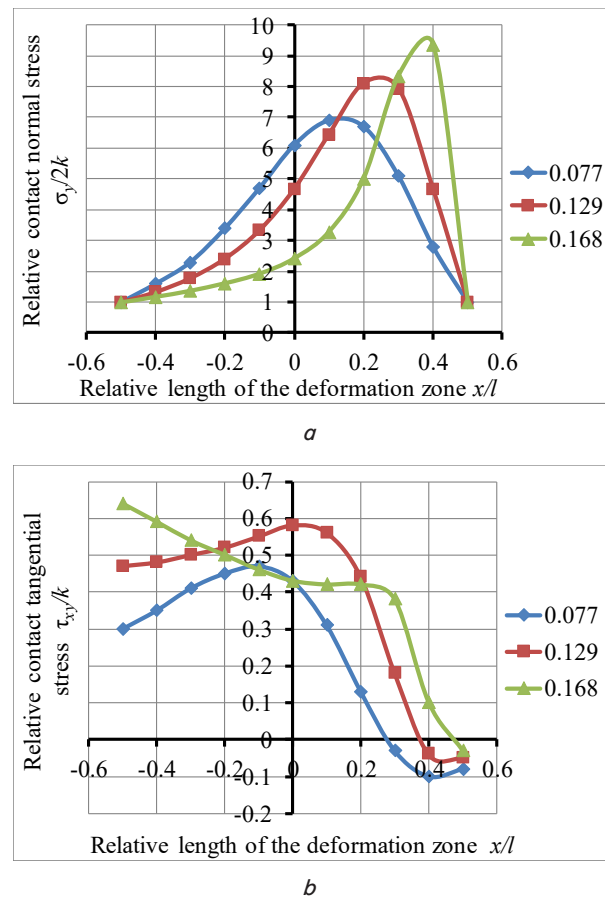 Relative contact normal stress
σy/2k
10
9
8
7
6
5
4
3
2
1
0
-0.6 -0.4 -0.2 0 0.2 0.4 0.6
Relative length of the deformation zone x/l
0.077
0.129
0.168
a
Relative contact tangential
stress τxy/k
0.7
0.6
0.5
0.4
0.3
0.2
0.1
0
-0.1
-0.2
-0.6 -0.4 -0.2 0 0.2 0.4 0.6
Relative length of the deformation zone x/l
0.077
0.129
0.168
b